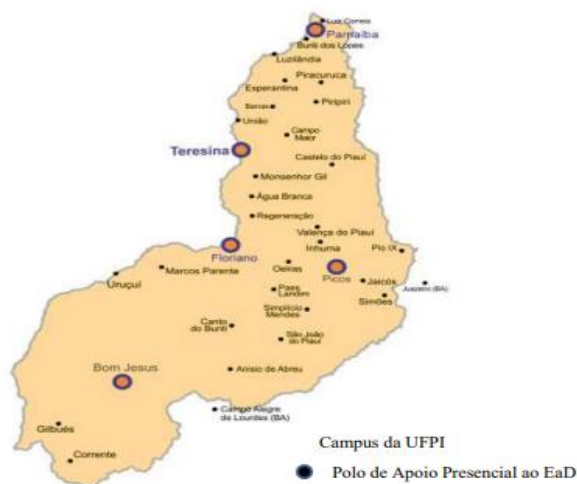 Luiz Correia
Parnaíba
Buriti dos Lopes
Luzilândia
Piracuruca
Esperantina
Barras
Piripiri
União
Campo
Maior
Teresina
Castelo do Piauí
Monsenhor Gil
Água Branca
Regeneração
Valença do Piauí
Inhuma
Pio IX
Floriano
Oeiras
Picos
Marcos Parente
Uruçuí
Jaicós
Juazeiro (BA)
Paes
Landim
Simões
Simplício
Mendes
Canto
do Buriti
São João
do Piauí
Bom Jesus
Anísio de Abreu
Campo Alegre
de Lourdes (BA)
Gilbués
Corrente
Campus da UFPI
Polo de Apoio Presencial ao EaD